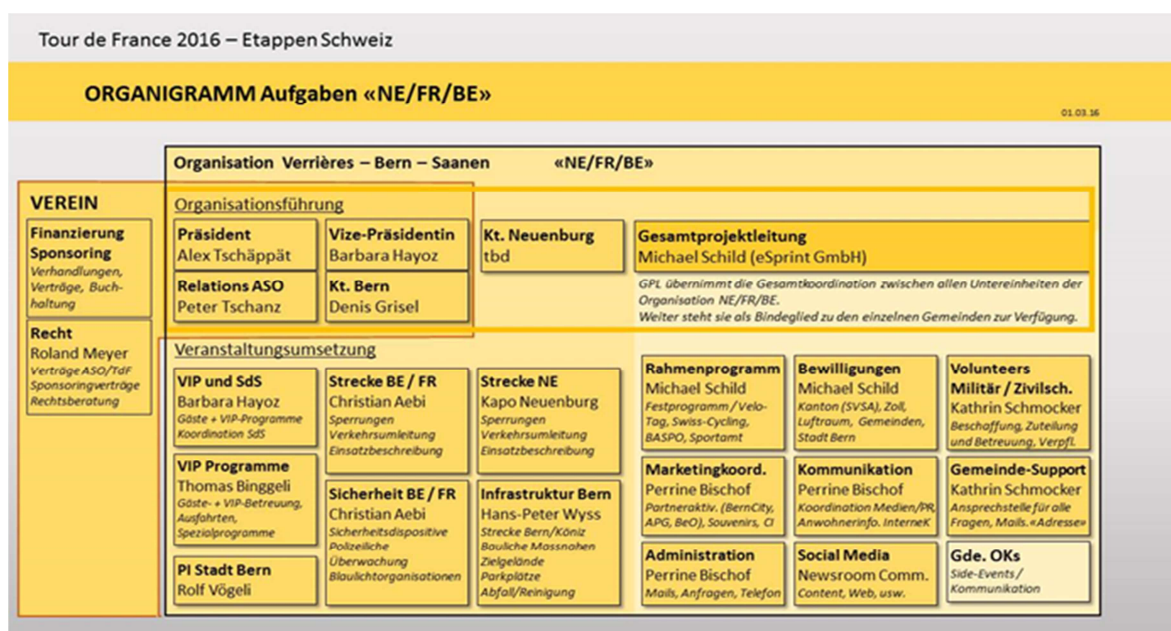 Tour de France 2016 – Etappen Schweiz
ORGANIGRAMM Aufgaben «NE/FR/BE»
01.03.16
Organisation Verrières – Bern – Saanen «NE/FR/BE»
VEREIN
Finanzierung
Sponsoring
Verhandlungen,
Verträge, Buch-
haltung
Recht
Roland Meyer
Verträge ASO/TdF
Sponsoringverträge
Rechtsberatung
Organisationsführung
Präsident
Alex Tschäppät
Vize-Präsidentin
Barbara Hayoz
Kt. Neuenburg
tbd
Gesamtprojektleitung
Michael Schild (eSprint GmbH)
Relations ASO
Peter Tschanz
Kt. Bern
Denis Grisel
GPL übernimmt die Gesamtkoordination zwischen allen Untereinheiten der
Organisation NE/FR/BE.
Weiter steht sie als Bindeglied zu den einzelnen Gemeinden zur Verfügung.
Veranstaltungsumsetzung
VIP und SdS
Barbara Hayoz
Gäste + VIP-Programme
Koordination SdS
VIP Programme
Thomas Binggeli
Gäste- + VIP-Betreuung,
Ausfahrten,
Spezialprogramme
PI Stadt Bern
Rolf Vögeli
Strecke BE / FR
Christian Aebi
Sperrungen
Verkehrsumleitung
Einsatzbeschreibung
Sicherheit BE / FR
Christian Aebi
Sicherheitsdispositive
Polizeiliche
Überwachung
Blaulichtorganisationen
Strecke NE
Kapo Neuenburg
Sperrungen
Verkehrsumleitung
Einsatzbeschreibung
Infrastruktur Bern
Hans-Peter Wyss
Strecke Bern/Köniz
Bauliche Massnahen
Zielgelände
Parkplätze
Abfall/Reinigung
Rahmenprogramm
Michael Schild
Festprogramm / Velo-
Tag, Swiss-Cycling,
BASPO, Sportamt
Bewilligungen
Michael Schild
Kanton (SVSA), Zoll,
Luftraum, Gemeinden,
Stadt Bern
Volunteers
Militär / Zivilsch.
Kathrin Schmocker
Beschaffung, Zuteilung
und Betreuung, Verpfl.
Marketingkoord.
Perrine Bischof
Partneraktiv. (BernCity,
APG, BeO), Souvenirs, CI
Kommunikation
Perrine Bischof
Koordination Medien/PR,
Anwohnerinfo. InterneK
Gemeinde-Support
Kathrin Schmocker
Ansprechstelle für alle
Fragen, Mails. «Adresse»
Administration
Perrine Bischof
Mails, Anfragen, Telefon
Social Media
Newsroom Comm.
Content, Web, usw.
Gde. OKs
Side-Events /
Kommunikation